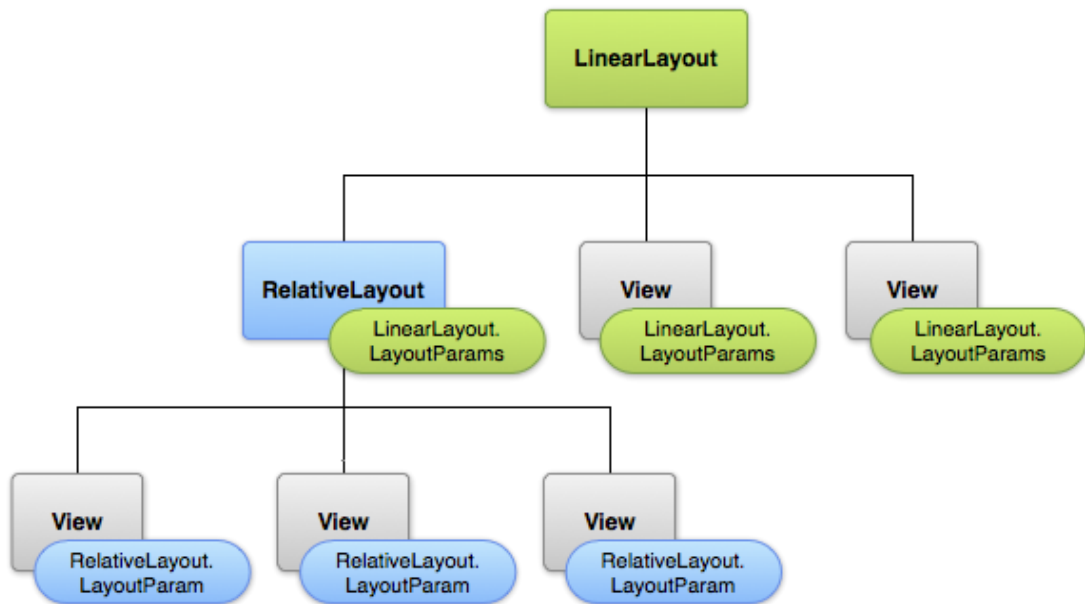 LinearLayout
RelativeLayout
LinearLayout.
LayoutParams
View
LinearLayout.
LayoutParams
View
LinearLayout.
LayoutParams
View
RelativeLayout.
LayoutParam
View
RelativeLayout.
LayoutParam
View
RelativeLayout.
LayoutParam